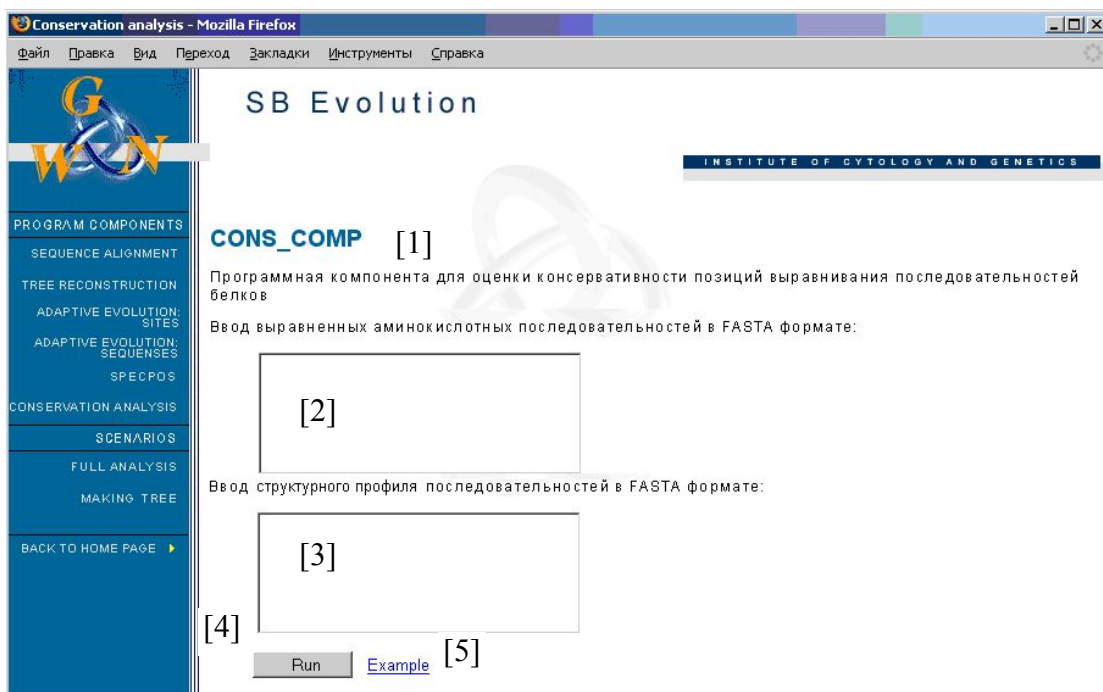 Conservation analysis - Mozilla Firefox
Файл Правка Вид Переход Закладки Инструменты Справка
G
W N
SB Evolution
INSTITUTE OF CYTOLOGY AND GENETICS
PROGRAM COMPONENTS
SEQUENCE ALIGNMENT
TREE RECONSTRUCTION
ADAPTIVE EVOLUTION:
SITES
ADAPTIVE EVOLUTION:
SEQUENSES
SPECPOS
CONSERVATION ANALYSIS
SCENARIOS
FULL ANALYSIS
MAKING TREE
BACK TO HOME PAGE
CONS_COMP [1]
Программная компонента для оценки консервативности позиций выравнивания последовательностей
белков
Ввод выравненных аминокислотных последовательностей в FASTA формате:
[2]
Ввод структурного профиля последовательностей в FASTA формате:
[3]
[4]
Run Example [5]